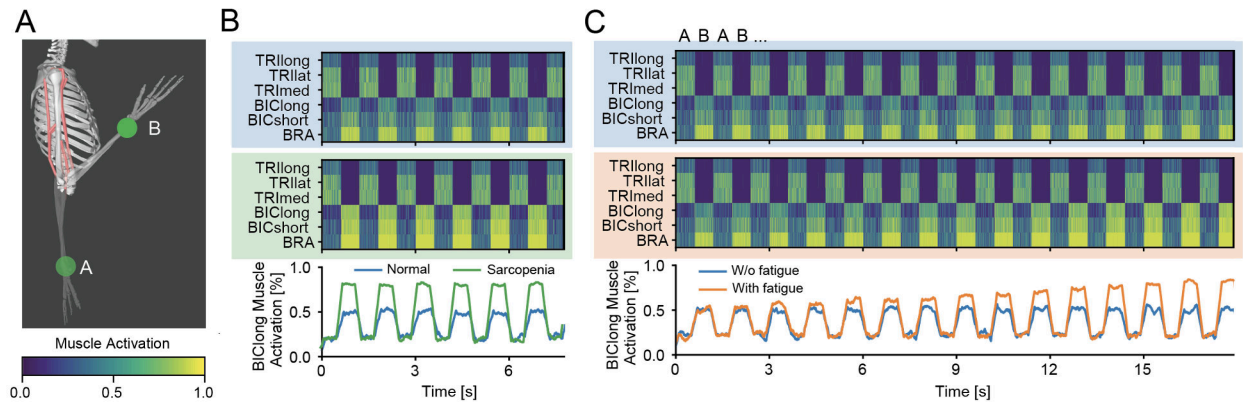 A
B
A
Muscle Activation
0.0 0.5 1.0
B
TRIlong
TRIlat
TRImed
BIClong
BICshort
BRA
TRIlong
TRIlat
TRImed
BIClong
BICshort
BRA
BIClong Muscle
Activation [%]
1.0
0.5
0.0
Normal Sarcopenia
0 3 6
Time [s]
C
A B A B ...
TRIlong
TRIlat
TRImed
BIClong
BICshort
BRA
TRIlong
TRIlat
TRImed
BIClong
BICshort
BRA
BIClong Muscle
Activation [%]
1.0
0.5
0.0
W/o fatigue
With fatigue
0 3 6 9 12 15
Time [s]